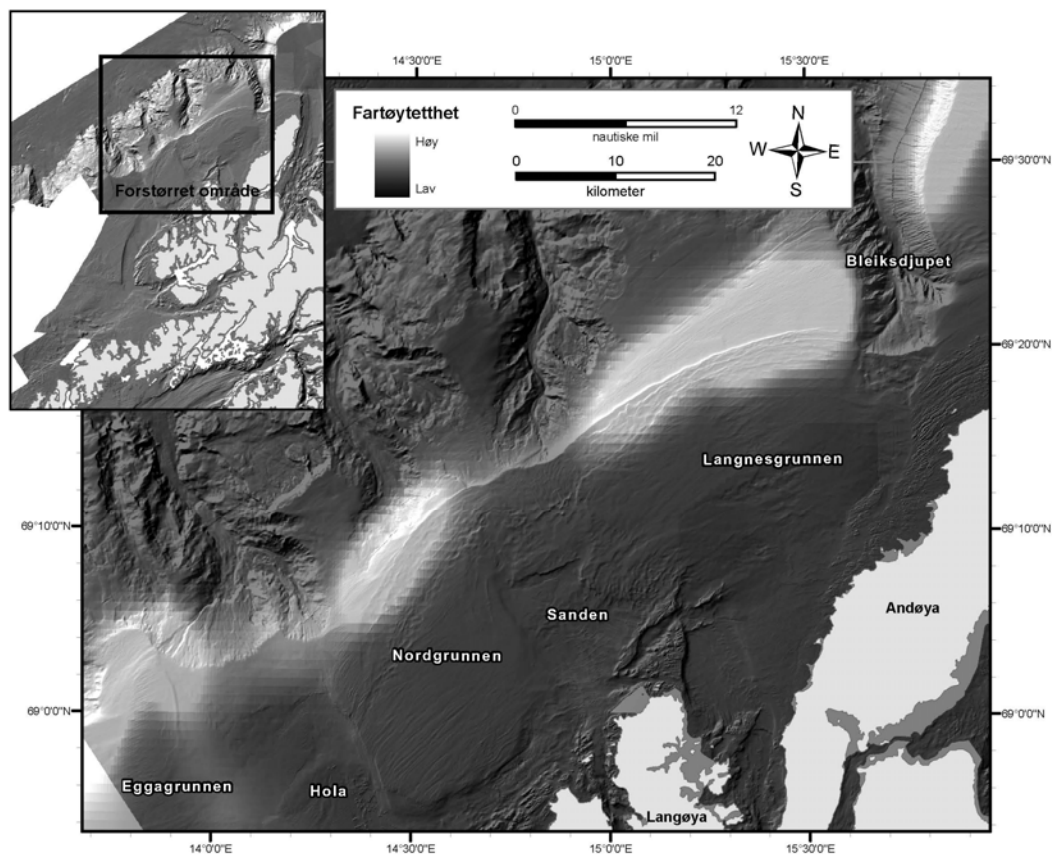 Forstørret område
14°30'0"E
15°0'0"E
15°30'0"E
Fartøytetthet
Høy
Lav
0
12
nautiske mil
0
10
20
kilometer
N
W
E
S
69°30'0"N
Bleiksdjupet
69°20'0"N
Langnesgrunnen
69°10'0"N
69°10'0"N
Andøya
Sanden
Nordgrunnen
69°0'0"N
69°0'0"N
Eggagrunnen
Hola
Langøya
14°0'0"E
14°30'0"E
15°0'0"E
15°30'0"E